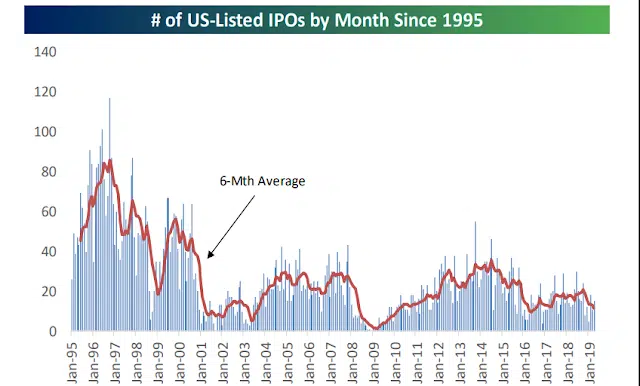 # of US-Listed IPOs by Month Since 1995
140
120
100
80
60
40
20
0
6-Mth Average
Jan-95
Jan-96
Jan-97
Jan-98
Jan-99
Jan-00
Jan-01
Jan-02
Jan-03
Jan-04
Jan-05
Jan-06
Jan-07
Jan-08
Jan-09
Jan-10
Jan-11
Jan-12
Jan-13
Jan-14
Jan-15
Jan-16
Jan-17
Jan-18
Jan-19